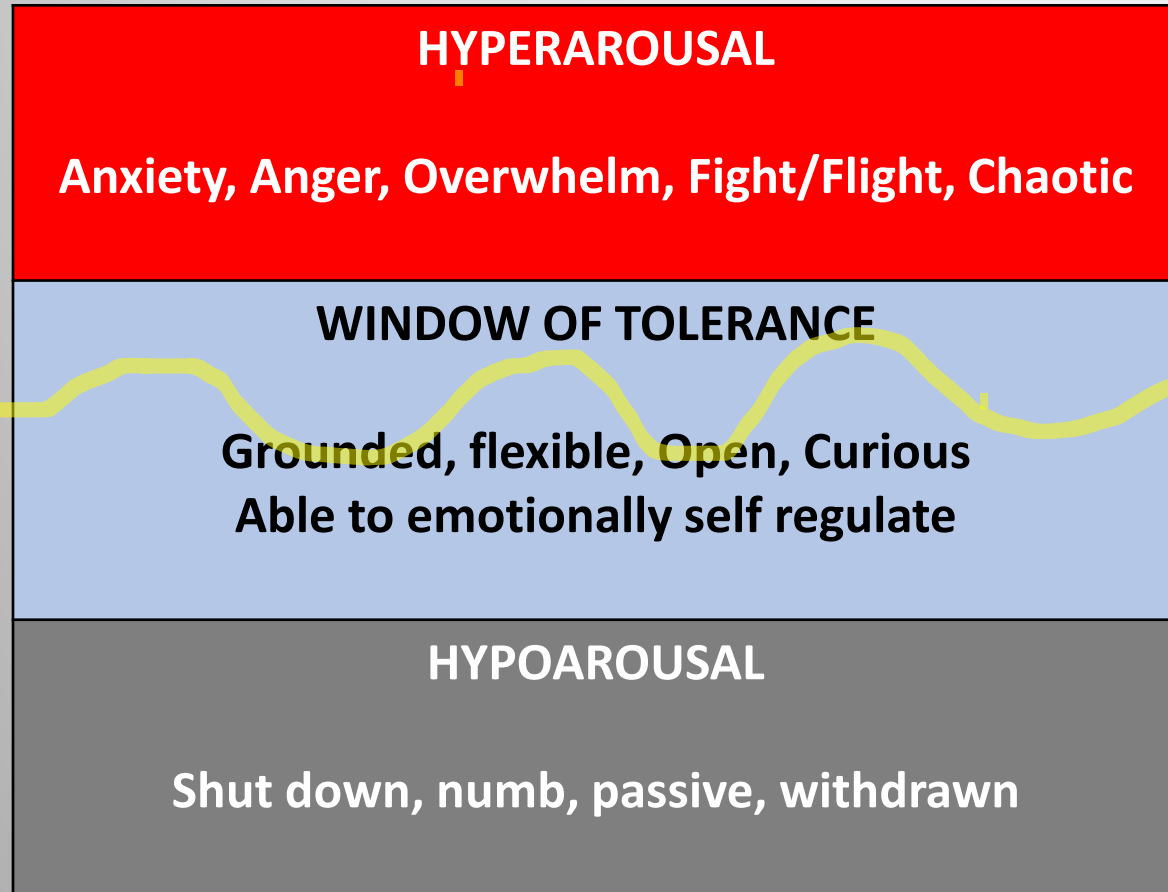 HYPERAROUSAL
Anxiety, Anger, Overwhelm, Fight/Flight, Chaotic
WINDOW OF TOLERANCE
Grounded, flexible, Open, Curious
Able to emotionally self regulate
HYPOAROUSAL
Shut down, numb, passive, withdrawn